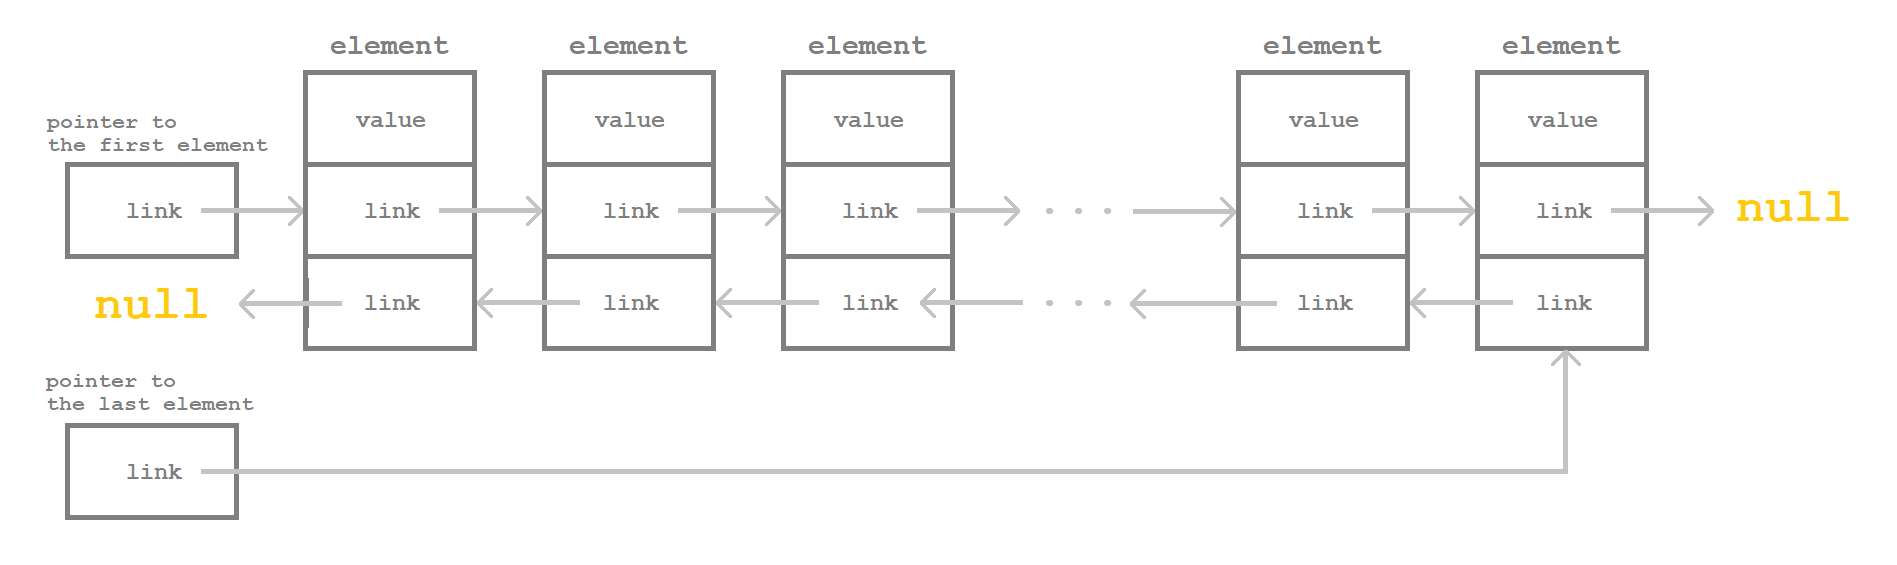 element element element element element
value value value value value
pointer to
the first element
link link link link · · · link link null
null link link link · · · link link
pointer to
the last element
link